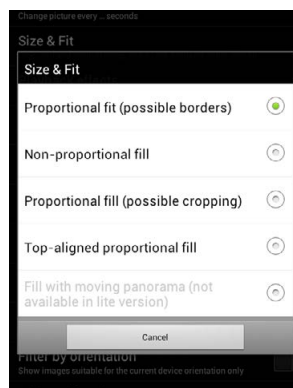 Change picture every ... seconds
Size & Fit
Size & Fit
Proportional fit (possible borders)
Non-proportional fill
Proportional fill (possible cropping)
Top-aligned proportional fill
Fill with moving panorama (not
available in lite version)
Cancel
Filter by orientation
Show images suitable for the current device orientation only